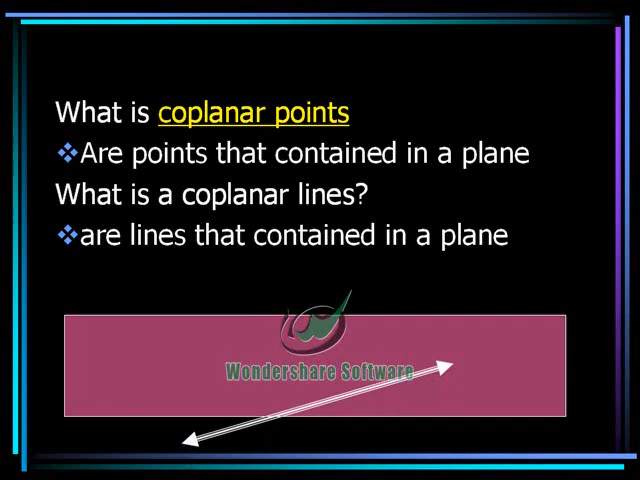 What is coplanar points
Are points that contained in a plane
What is a coplanar lines?
are lines that contained in a plane
Wondershare Software